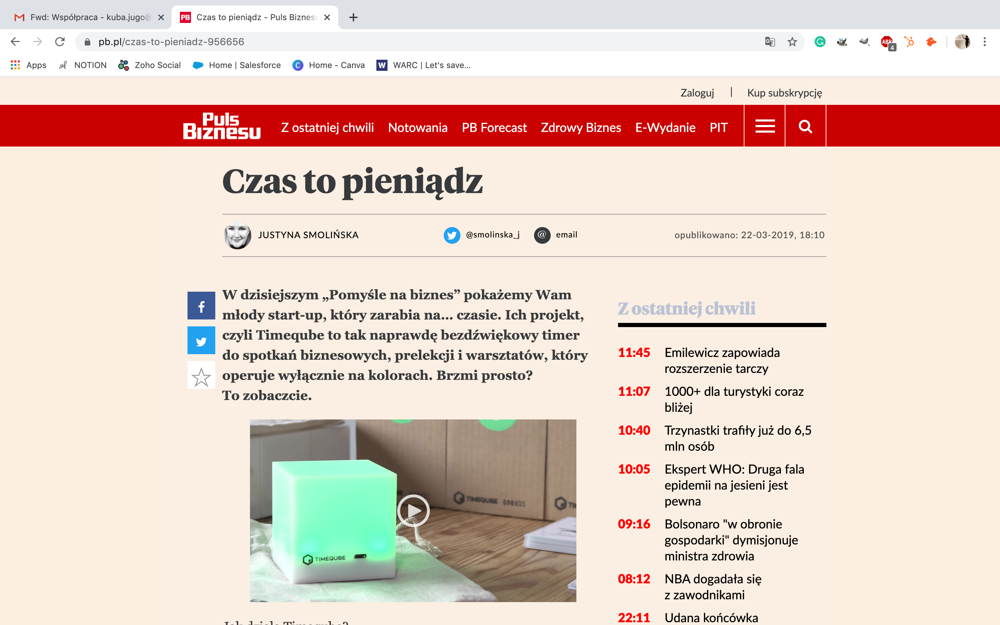 Fwd: Współpraca - kuba.jugo@
Czas to pieniądz - Puls Biznesu
pb.pl/czas-to-pieniadz-956656
ABP
4
Apps
NOTION
Zoho Social
Home | Salesforce
Home - Canva
W
WARC | Let's save...
Zaloguj | Kup subskrypcję
Puls
Biznesu
Z ostatniej chwili
Notowania
PB Forecast
Zdrowy Biznes
E-Wydanie
PIT
Czas to pieniądz
JUSTYNA SMOLIŃSKA
@smolinska_j
@
email
opublikowano: 22-03-2019, 18:10
W dzisiejszym „Pomyśle na biznes” pokażemy Wam
młody start-up, który zarabia na... czasie. Ich projekt,
czyli Timeqube to tak naprawdę bezdźwiękowy timer
do spotkań biznesowych, prelekcji i warsztatów, który
operuje wyłącznie na kolorach. Brzmi prosto?
To zobaczcie.
TIMEQUBE
TIMEQUBE 000035
TI
Jak działa Timeqube?
Z ostatniej chwili
11:45 Emilewicz zapowiada
rozszerzenie tarczy
11:07 1000+ dla turystyki coraz
bliżej
10:40 Trzynastki trafiły już do 6,5
mln osób
10:05 Ekspert WHO: Druga fala
epidemii na jesieni jest
pewna
09:16 Bolsonaro "w obronie
gospodarki" dymisjonuje
ministra zdrowia
08:12 NBA dogadała się
z zawodnikami
22:11 Udana końcówka